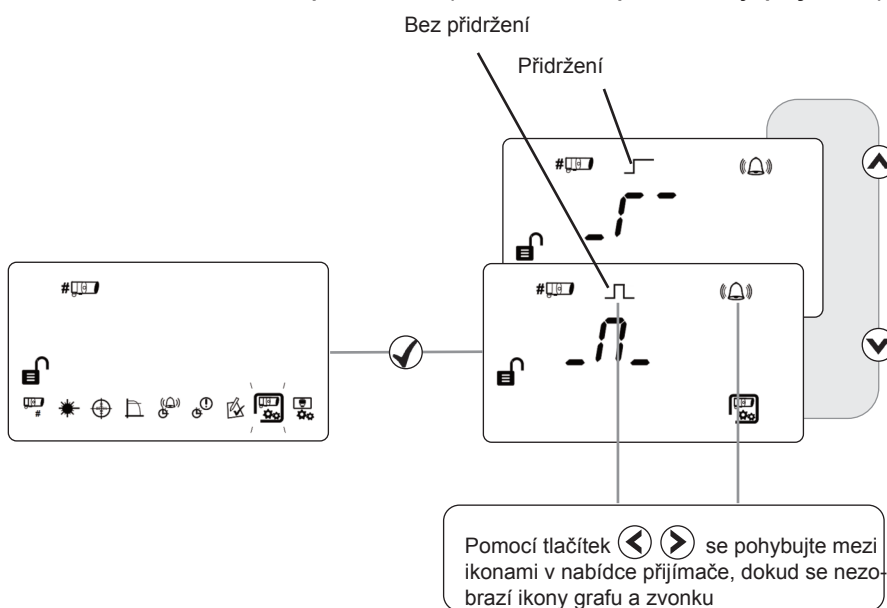 Bez přidržení
Přidržení
#
#
#
#
Pomocí tlačítek se pohybujte mezi
ikonami v nabídce přijímače, dokud se nezo-
brazí ikony grafu a zvonku